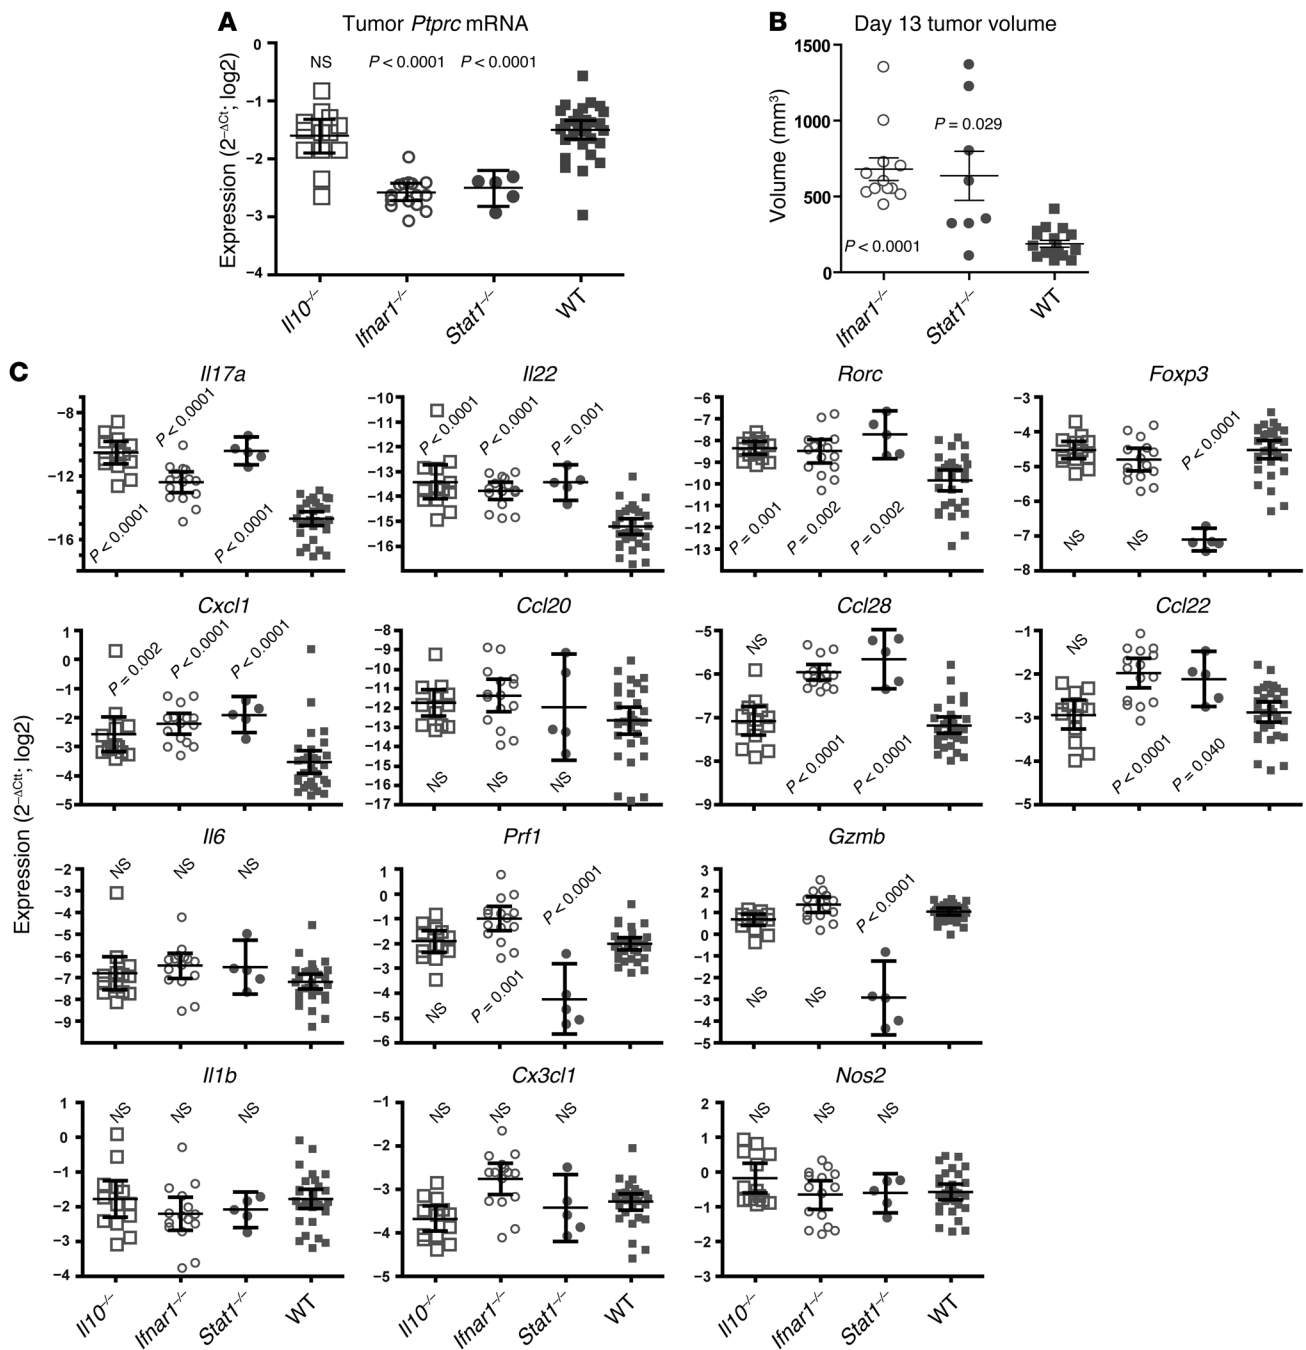 A
Tumor Ptprc mRNA
Expression (2−ΔCt; log2)
0
−1
−2
−3
−4
NS
P < 0.0001
P < 0.0001
Il10−/−
Ifnar1−/−
Stat1−/−
WT
B
Day 13 tumor volume
Volume (mm3)
1500
1000
500
0
P = 0.029
P < 0.0001
Ifnar1−/−
Stat1−/−
WT
C
Expression (2−ΔCtt; log2)
Il17a
−8
−12
−16
P < 0.0001
P < 0.0001
P < 0.0001
Il22
−10
−11
−12
−13
−14
−15
−16
P < 0.0001
P < 0.0001
P = 0.001
Rorc
−6
−7
−8
−9
−10
−11
−12
−13
P = 0.001
P = 0.002
P = 0.002
Foxp3
−3
−4
−5
−6
−7
−8
P < 0.0001
NS
NS
Cxcl1
1
0
−1
−2
−3
−4
−5
P = 0.002
P < 0.0001
P < 0.0001
Ccl20
−8
−9
−10
−11
−12
−13
−14
−15
−16
−17
NS
NS
NS
Ccl28
−5
−6
−7
−8
−9
NS
P < 0.0001
P < 0.0001
Ccl22
−1
−2
−3
−4
−5
NS
P < 0.0001
P = 0.040
Il6
−2
−3
−4
−5
−6
−7
−8
−9
NS
NS
NS
Prf1
1
0
−1
−2
−3
−4
−5
−6
P < 0.0001
NS
P = 0.001
Gzmb
3
2
1
0
−1
−2
−3
−4
−5
P < 0.0001
NS
NS
Il1b
1
0
−1
−2
−3
−4
NS
NS
NS
Il10−/−
Ifnar1−/−
Stat1−/−
WT
Cx3cl1
−1
−2
−3
−4
−5
NS
NS
NS
Il10−/−
Ifnar1−/−
Stat1−/−
WT
Nos2
2
1
0
−1
−2
−3
NS
NS
NS
Il10−/−
Ifnar1−/−
Stat1−/−
WT